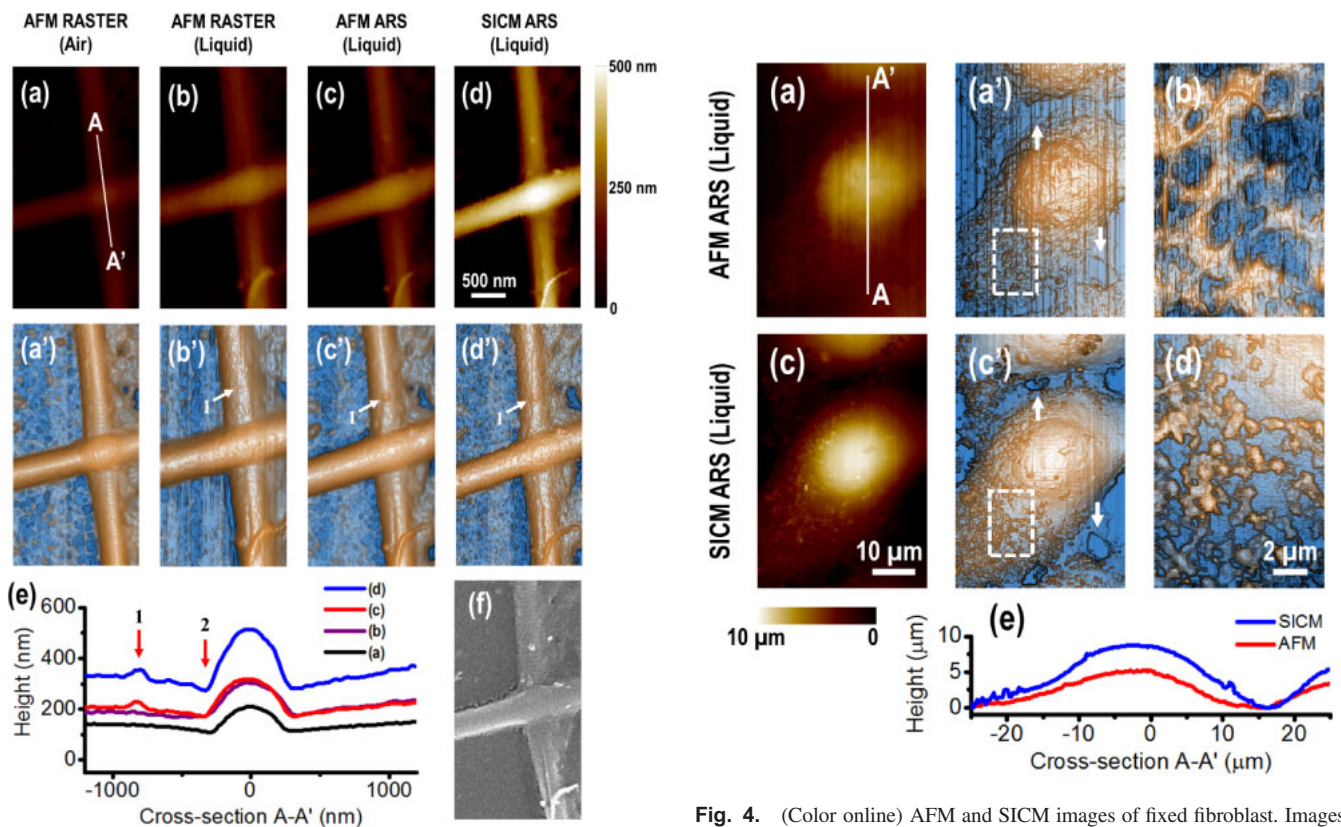 AFM RASTER
(Air)
AFM RASTER
(Liquid)
AFM ARS
(Liquid)
SICM ARS
(Liquid)
(a)
A
A'
(b)
(c)
(d)
500 nm
500 nm
250 nm
0
(a')
(b')
1
(c')
1
(d')
1
(e)
600
400
200
0
Height (nm)
1
2
(d)
(c)
(b)
(a)
-1000
0
1000
Cross-section A-A' (nm)
(f)
AFM ARS (Liquid)
(a)
A'
A
(a')
(b)
SICM ARS (Liquid)
(c)
10 μm
(c')
(d)
2 μm
10 μm
0
(e)
SICM
AFM
Height (μm)
10
5
0
-20
-10
0
10
20
Cross-section A-A' (μm)
Fig. 4. (Color online) AFM and SICM images of fixed fibroblast. Images